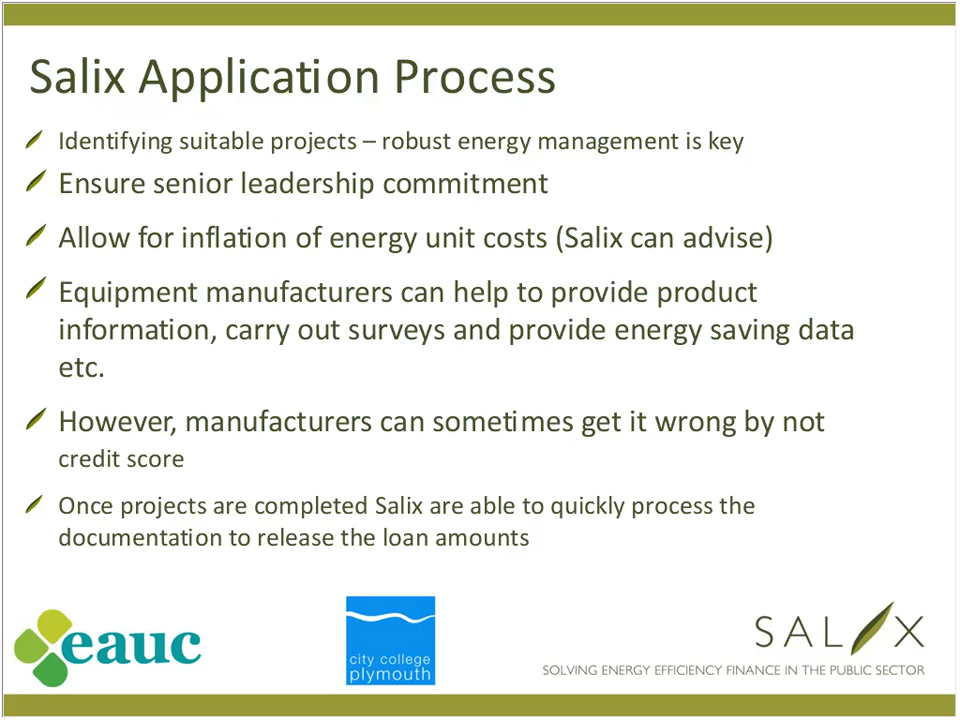 Salix Application Process
Identifying suitable projects – robust energy management is key
Ensure senior leadership commitment
Allow for inflation of energy unit costs (Salix can advise)
Equipment manufacturers can help to provide product
information, carry out surveys and provide energy saving data
etc.
However, manufacturers can sometimes get it wrong by not
credit score
Once projects are completed Salix are able to quickly process the
documentation to release the loan amounts
eauc
city college
plymouth
SALIX
SOLVING ENERGY EFFICIENCY FINANCE IN THE PUBLIC SECTOR